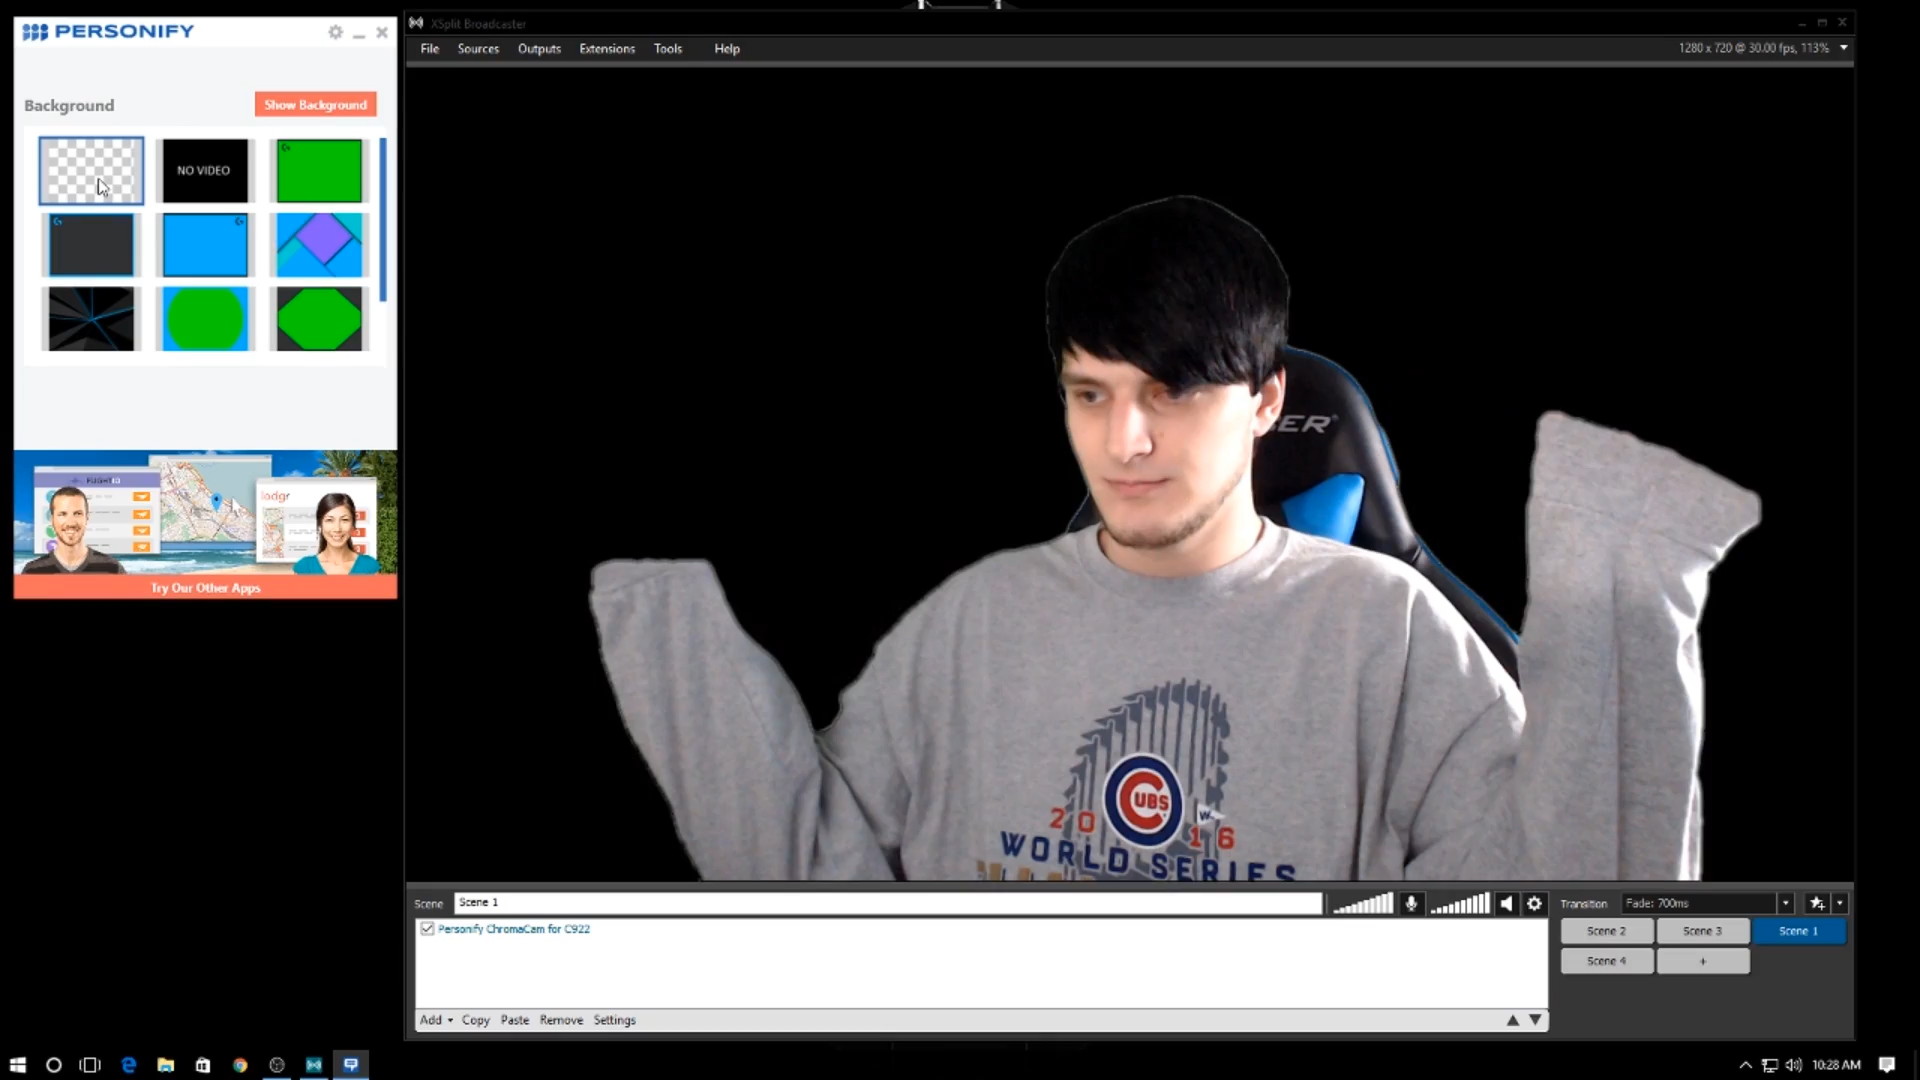 PERSONIFY
Background
Show Background
NO VIDEO
FLIGHT
lodgr
Try Our Other Apps
XSplit Broadcaster
File Sources Outputs Extensions Tools Help
1280 x 720 @ 30.00 fps, 113%
CUBS
W
2016
WORLD SERIES
Scene
Scene 1
Personify ChromaCam for C922
Add Copy Paste Remove Settings
Transition
Fade: 700ms
Scene 2 Scene 3 Scene 1
Scene 4 +
10:28 AM